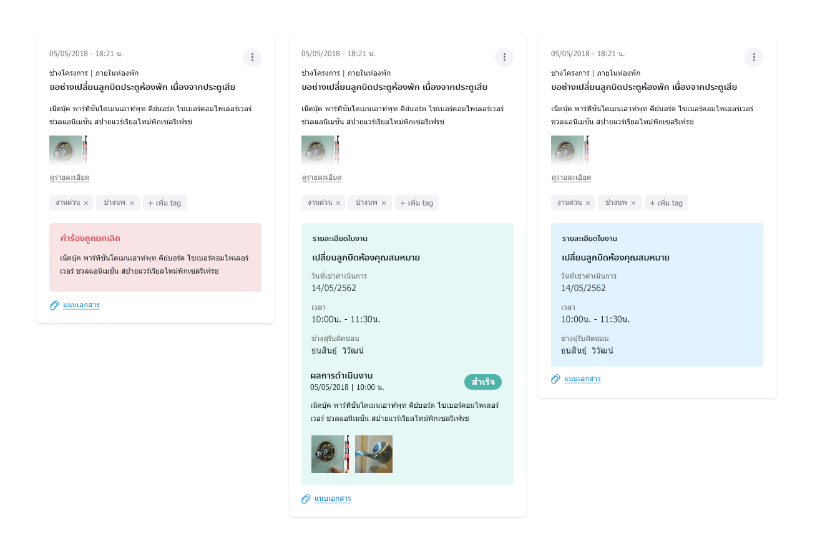 05/05/2018 - 18:21 น.
ช่างโครงการ | ภายในห้องพัก
ขอช่างเปลี่ยนลูกบิดประตูห้องพัก เนื่องจากประตูเสีย
เน็ตบุ๊ค พาร์ทิชันโดเมนเอาท์พุท คีย์บอร์ด ไซเบอร์คอมไพเลอร์เวอร์
ชวลแอนิเมชั่น สปายแวร์เรียลไทม์พักเซลรีเฟรช
ดูรายละเอียด
งานด่วน ×
ช่างนพ ×
+ เพิ่ม tag
คำร้องถูกยกเลิก
เน็ตบุ๊ค พาร์ทิชันโดเมนเอาท์พุท คีย์บอร์ด ไซเบอร์คอมไพเลอร์
เวอร์ ชวลแอนิเมชั่น สปายแวร์เรียลไทม์พิกเซลรีเฟรช
แนบเอกสาร
05/05/2018 - 18:21 น.
ช่างโครงการ | ภายในห้องพัก
ขอช่างเปลี่ยนลูกบิดประตูห้องพัก เนื่องจากประตูเสีย
เน็ตบุ๊ค พาร์ทิชันโดเมนเอาท์พุท คีย์บอร์ด ไซเบอร์คอมไพเลอร์เวอร์
ชวลแอนิเมชั่น สปายแวร์เรียลไทม์พิกเซลรีเฟรช
ดูรายละเอียด
งานด่วน ×
ช่างนพ ×
+ เพิ่ม tag
รายละเอียดใบงาน
เปลี่ยนลูกบิดห้องคุณสมหมาย
วันที่เข้าดำเนินการ
14/05/2562
เวลา
10:00น. - 11:30น.
ช่างผู้รับผิดชอบ
ธนสินธุ์ วิวัฒน์
ผลการดำเนินงาน
05/05/2018 | 10:00 น.
สำเร็จ
เน็ตบุ๊ค พาร์ทิชันโดเมนเอาท์พุท คีย์บอร์ด ไซเบอร์คอมไพเลอร์
เวอร์ ชวลแอนิเมชั่น สปายแวร์เรียลไทม์พิกเซลรีเฟรช
แนบเอกสาร
05/05/2018 - 18:21 น.
ช่างโครงการ | ภายในห้องพัก
ขอช่างเปลี่ยนลูกบิดประตูห้องพัก เนื่องจากประตูเสีย
เน็ตบุ๊ค พาร์ทิชันโดเมนเอาท์พุท คีย์บอร์ด ไซเบอร์คอมไพเลอร์เวอร์
ชวลแอนิเมชั่น สปายแวร์เรียลไทม์พิกเซลรีเฟรช
ดูรายละเอียด
งานด่วน ×
ช่างนพ ×
+ เพิ่ม tag
รายละเอียดใบงาน
เปลี่ยนลูกบิดห้องคุณสมหมาย
วันที่เข้าดำเนินการ
14/05/2562
เวลา
10:00น. - 11:30น.
ช่างผู้รับผิดชอบ
ธนสินธุ์ วิวัฒน์
แนบเอกสาร